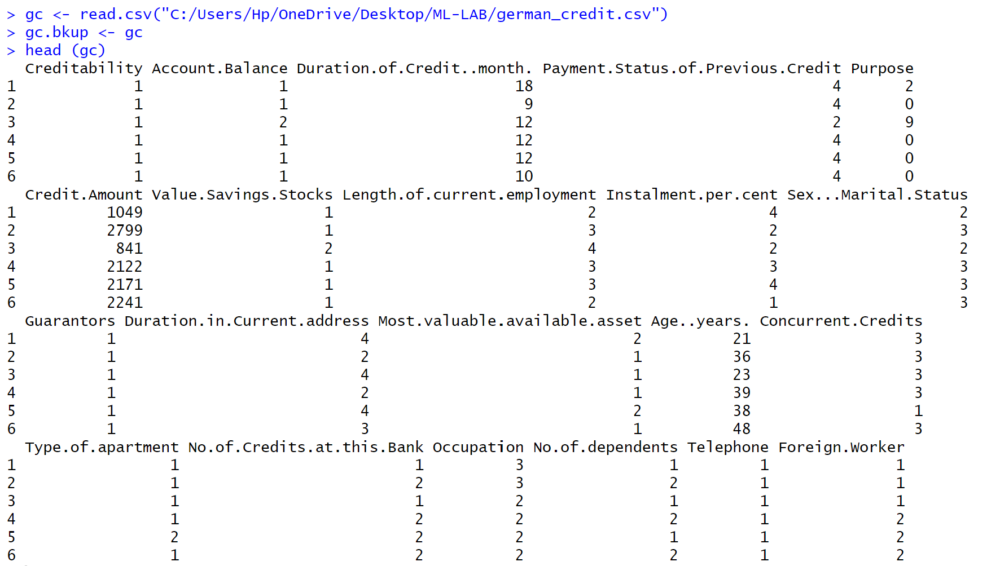 > gc <- read.csv("C:/Users/Hp/OneDrive/Desktop/ML-LAB/german_credit.csv")
> gc.bkup <- gc
> head (gc)
Creditability Account.Balance Duration.of.Credit..month. Payment.Status.of.Previous.Credit Purpose
1 1 1 18 4 2
2 1 1 9 4 0
3 1 2 12 2 9
4 1 1 12 4 0
5 1 1 12 4 0
6 1 1 10 4 0
Credit.Amount Value.Savings.Stocks Length.of.current.employment Instalment.per.cent Sex...Marital.Status
1 1049 1 2 4 2
2 2799 1 3 2 3
3 841 2 4 2 2
4 2122 1 3 3 3
5 2171 1 3 4 3
6 2241 1 2 1 3
Guarantors Duration.in.Current.address Most.valuable.available.asset Age..years. Concurrent.Credits
1 1 4 2 21 3
2 1 2 1 36 3
3 1 4 1 23 3
4 1 2 1 39 3
5 1 4 2 38 1
6 1 3 1 48 3
Type.of.apartment No.of.Credits.at.this.Bank Occupation No.of.dependents Telephone Foreign.Worker
1 1 1 3 1 1 1
2 1 2 3 2 1 1
3 1 1 2 1 1 1
4 1 2 2 2 1 2
5 2 2 2 1 1 2
6 1 2 2 2 1 2